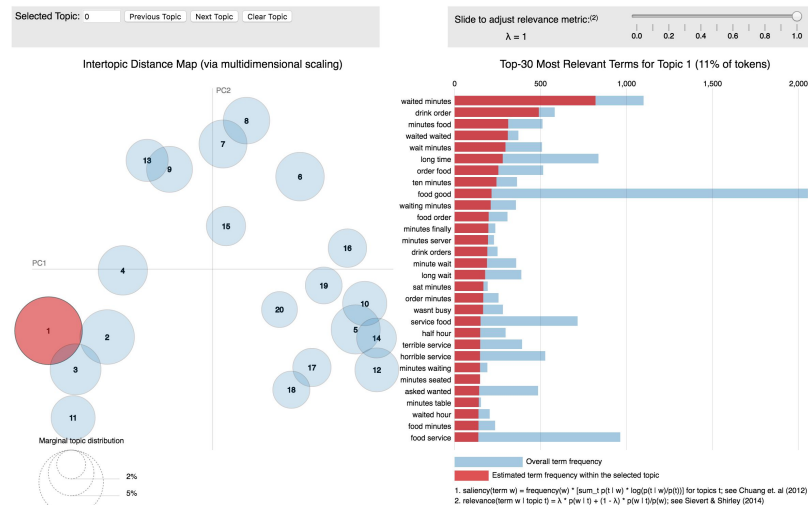 Selected Topic: 0 Previous Topic Next Topic Clear Topic
Slide to adjust relevance metric:(2)
λ = 1
0.0 0.2 0.4 0.6 0.8 1.0
Intertopic Distance Map (via multidimensional scaling)
PC2
PC1
8
7
13
9
6
15
16
4
19
10
20
1
2
5
14
3
17
12
18
11
Marginal topic distribution
2%
5%
Top-30 Most Relevant Terms for Topic 1 (11% of tokens)
0 500 1,000 1,500 2,000
waited minutes
drink order
minutes food
waited waited
wait minutes
long time
order food
ten minutes
food good
waiting minutes
food order
minutes finally
minutes server
drink orders
minute wait
long wait
sat minutes
order minutes
wasnt busy
service food
half hour
terrible service
horrible service
minutes waiting
minutes seated
asked wanted
minutes table
waited hour
food minutes
food service
Overall term frequency
Estimated term frequency within the selected topic
1. saliency(term w) = frequency(w) * [sum_t p(t | w) * log(p(t | w)/p(t))] for topics t; see Chuang et. al (2012)
2. relevance(term w | topic t) = λ * p(w | t) + (1 - λ) * p(w | t)/p(w); see Sievert & Shirley (2014)